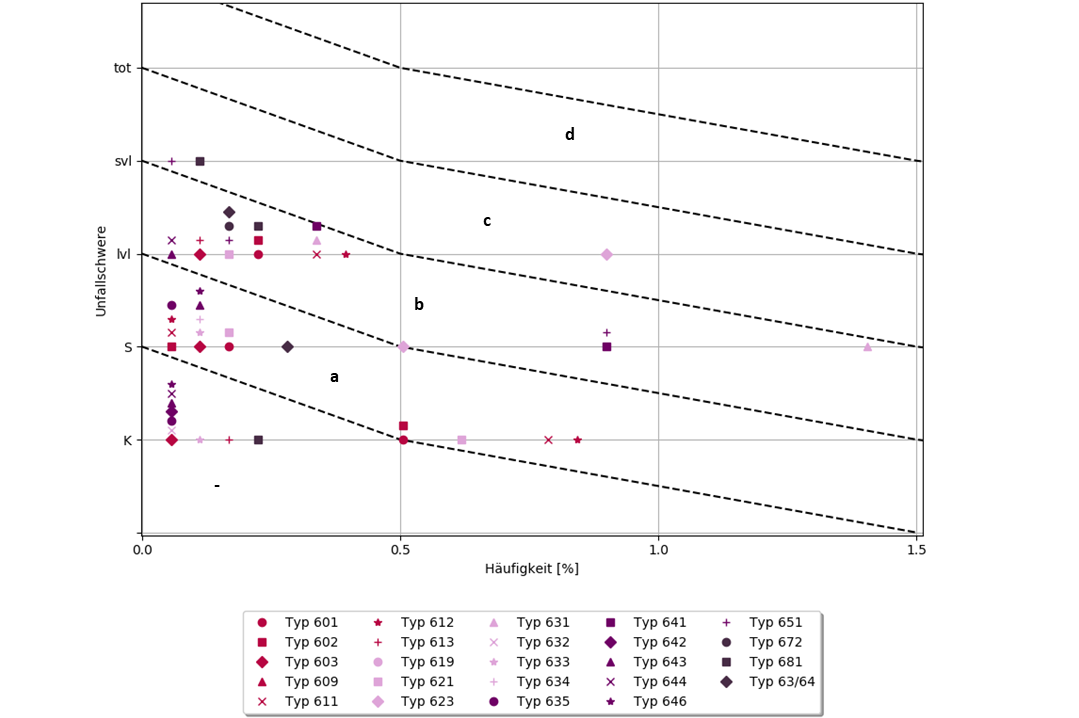 tot
d
svl
c
Unfallschwere
lvl
b
S
a
K
-
0.0 0.5 1.0 1.5
Häufigkeit [%]
Typ 601 Typ 612 Typ 631 Typ 641 Typ 651
Typ 602 Typ 613 Typ 632 Typ 642 Typ 672
Typ 603 Typ 619 Typ 633 Typ 643 Typ 681
Typ 609 Typ 621 Typ 634 Typ 644 Typ 63/64
Typ 611 Typ 623 Typ 635 Typ 646